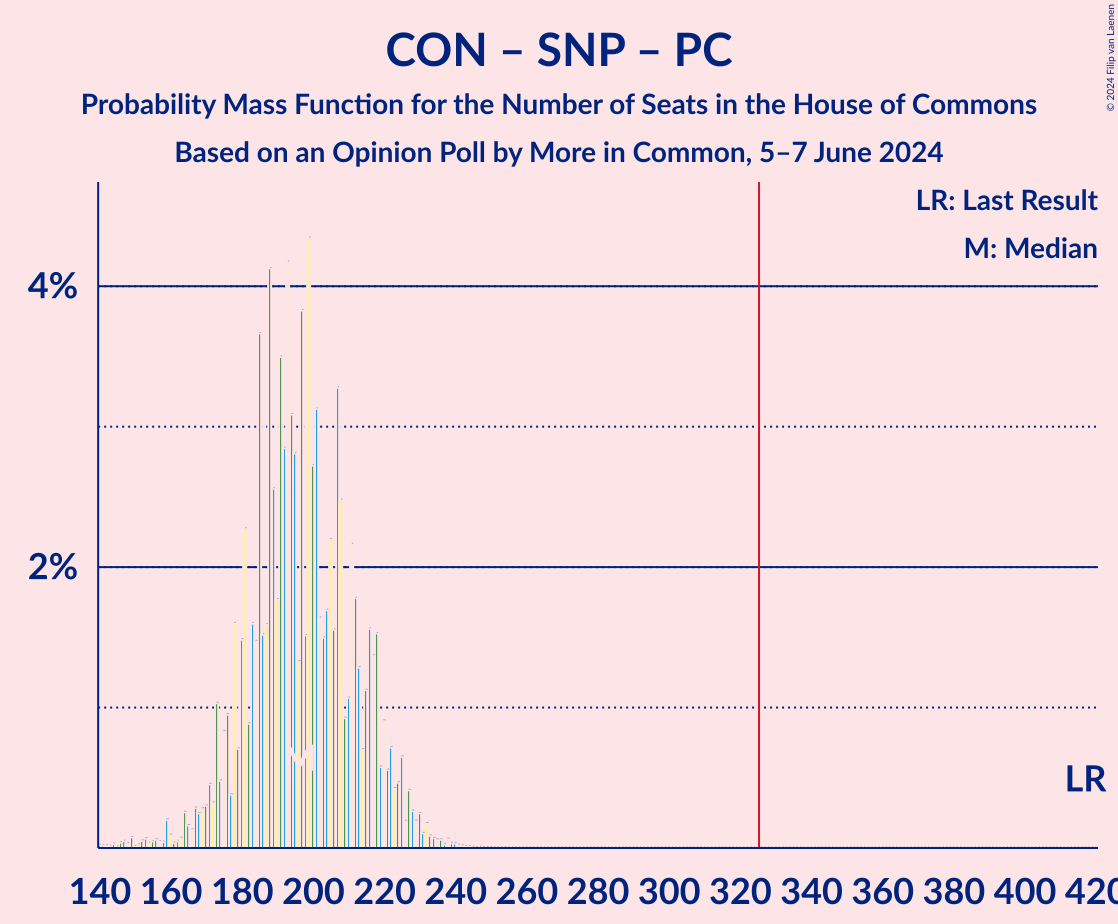 CON – SNP – PC
Probability Mass Function for the Number of Seats in the House of Commons
Based on an Opinion Poll by More in Common, 5–7 June 2024
© 2024 Filip van Laenen
LR: Last Result
M: Median
4%
2%
M
LR
140 160 180 200 220 240 260 280 300 320 340 360 380 400 420